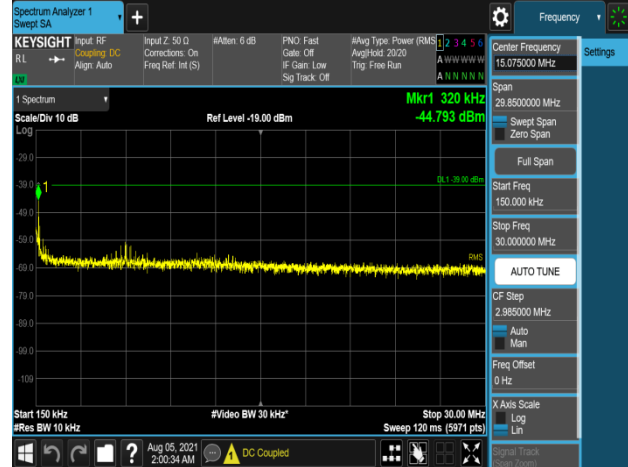 Spectrum Analyzer 1
Swept SA
+
Frequency
KEYSIGHT
RL
LXI
Input: RF
Coupling: DC
Align: Auto
Input Z: 50 Ω
Corrections: On
Freq Ref: Int (S)
#Atten: 6 dB
PNO: Fast
Gate: Off
IF Gain: Low
Sig Track: Off
#Avg Type: Power (RMS
Avg|Hold: 20/20
Trig: Free Run
1 2 3 4 5 6
A W W W W W
A N N N N N
1 Spectrum
Scale/Div 10 dB
Ref Level -19.00 dBm
Mkr1 320 kHz
-44.793 dBm
Log
-29.0
-39.0
-49.0
-59.0
-69.0
-79.0
-89.0
-99.0
-109
1
DL1 -39.00 dBm
RMS
Start 150 kHz
#Res BW 10 kHz
#Video BW 30 kHz*
Stop 30.00 MHz
Sweep 120 ms (5971 pts)
?
Aug 05, 2021
2:00:34 AM
DC Coupled
Center Frequency
15.075000 MHz
Settings
Span
29.8500000 MHz
Swept Span
Zero Span
Full Span
Start Freq
150.000 kHz
Stop Freq
30.000000 MHz
AUTO TUNE
CF Step
2.985000 MHz
Auto
Man
Freq Offset
0 Hz
X Axis Scale
Log
Lin
Signal Track
(Span Zoom)